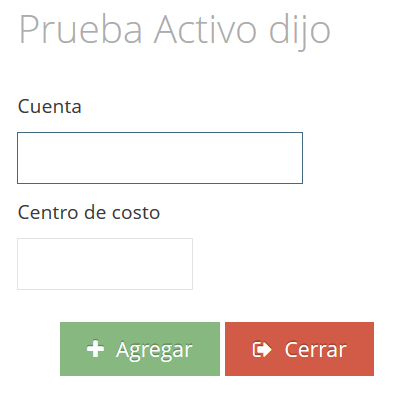 Prueba Activo dijo
Cuenta
Centro de costo
Agregar
Cerrar